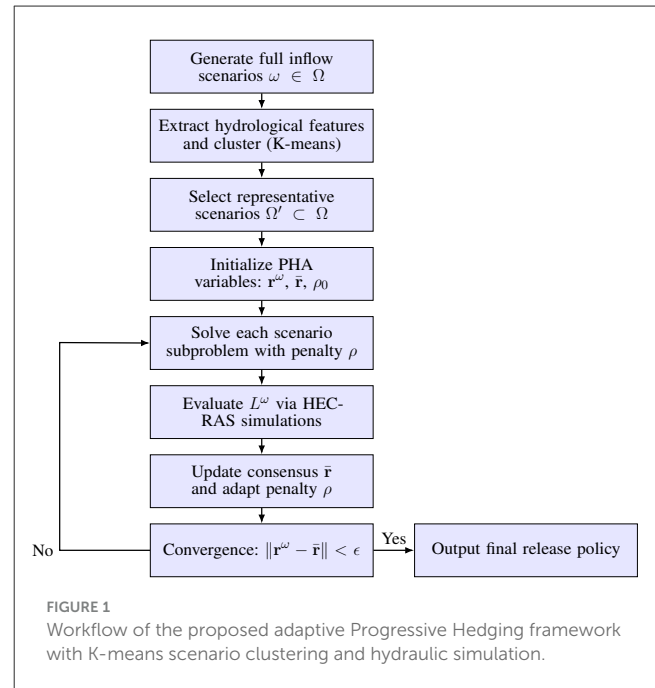 Generate full inflow
scenarios ω ∈ Ω
Extract hydrological features
and cluster (K-means)
Select representative
scenarios Ω′ ⊂ Ω
Initialize PHA
variables: r^ω, r̄, ρ₀
Solve each scenario
subproblem with penalty ρ
Evaluate L^ω via HEC-
RAS simulations
Update consensus r̄
and adapt penalty ρ
No
Convergence: ‖r^ω − r̄‖ < ϵ
Yes
Output final release policy
FIGURE 1
Workflow of the proposed adaptive Progressive Hedging framework
with K-means scenario clustering and hydraulic simulation.